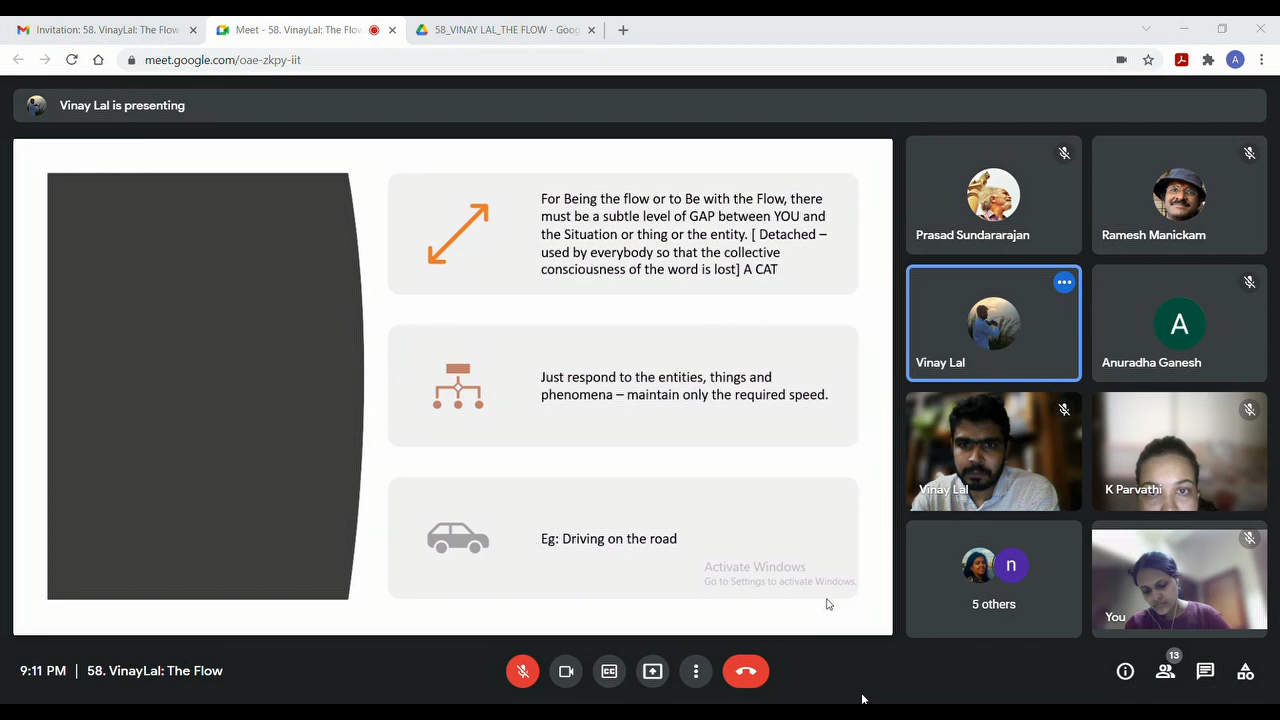 Invitation: 58. VinayLal: The Flow
Meet - 58. VinayLal: The Flow
58_VINAY LAL_THE FLOW - Goog
meet.google.com/oae-zkpy-iit
A
Vinay Lal is presenting
For Being the flow or to Be with the Flow, there
must be a subtle level of GAP between YOU and
the Situation or thing or the entity. [ Detached –
used by everybody so that the collective
consciousness of the word is lost] A CAT
Just respond to the entities, things and
phenomena – maintain only the required speed.
Eg: Driving on the road
Activate Windows
Go to Settings to activate Windows.
Prasad Sundararajan
Ramesh Manickam
Vinay Lal
A
Anuradha Ganesh
Vinay Lal
K Parvathi
n
5 others
You
9:11 PM | 58. VinayLal: The Flow
CC
13